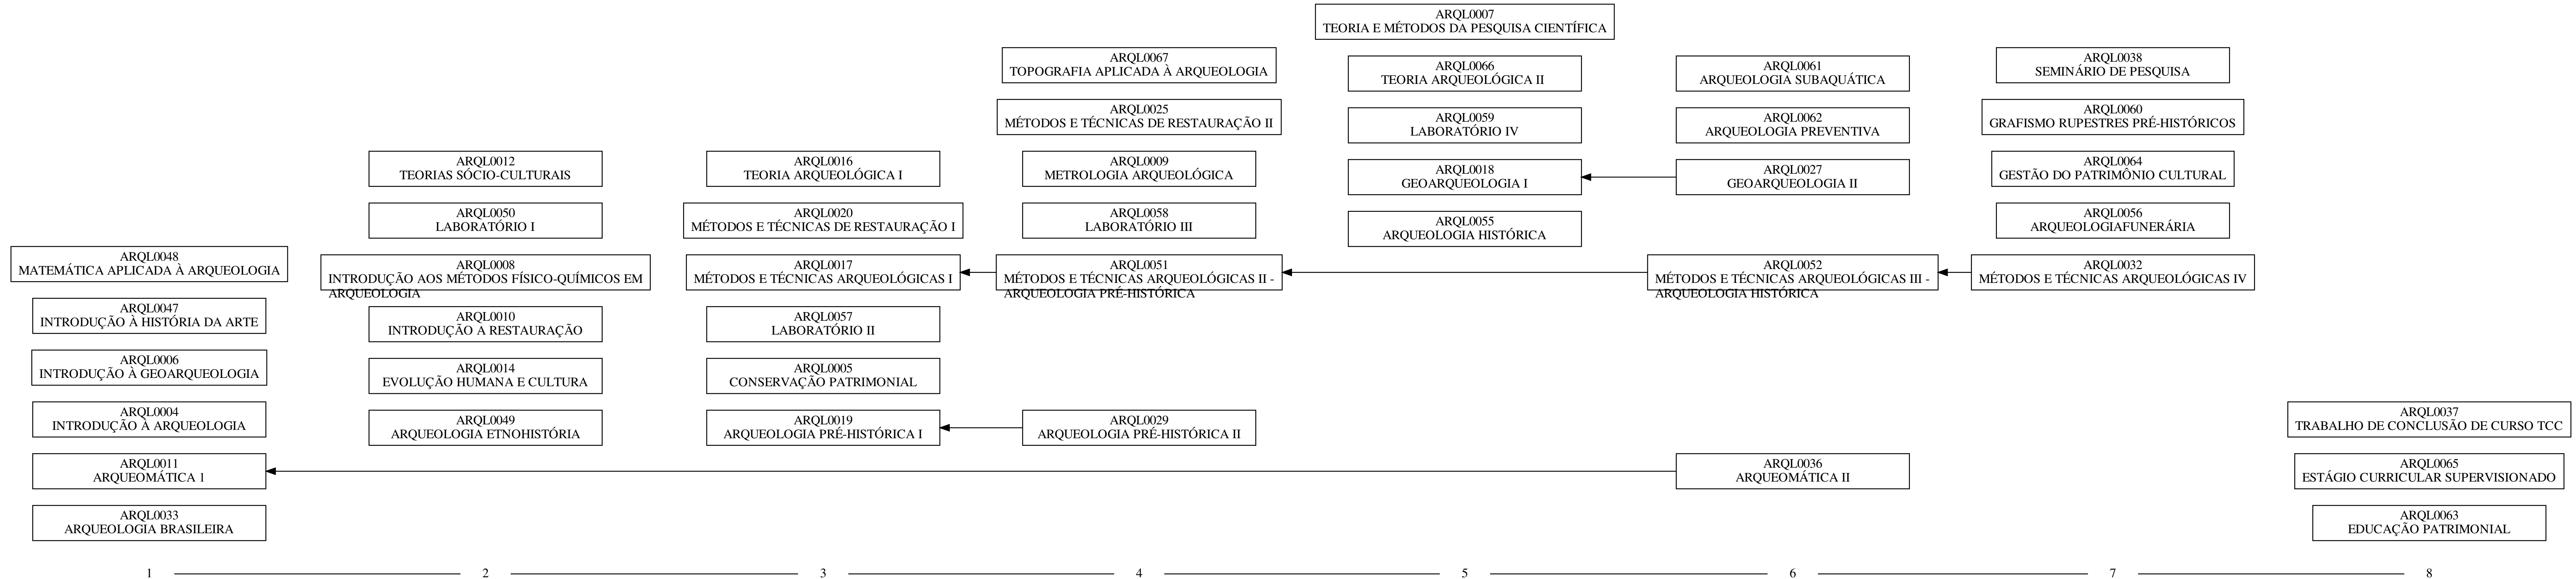 ARQL0048
MATEMÁTICA APLICADA À ARQUEOLOGIA
ARQL0047
INTRODUÇÃO À HISTÓRIA DA ARTE
ARQL0006
INTRODUÇÃO À GEOARQUEOLOGIA
ARQL0004
INTRODUÇÃO À ARQUEOLOGIA
ARQL0011
ARQUEOMÁTICA 1
ARQL0033
ARQUEOLOGIA BRASILEIRA
ARQL0012
TEORIAS SÓCIO-CULTURAIS
ARQL0050
LABORATÓRIO I
ARQL0008
INTRODUÇÃO AOS MÉTODOS FÍSICO-QUÍMICOS EM
ARQUEOLOGIA
ARQL0010
INTRODUÇÃO A RESTAURAÇÃO
ARQL0014
EVOLUÇÃO HUMANA E CULTURA
ARQL0049
ARQUEOLOGIA ETNOHISTÓRIA
ARQL0016
TEORIA ARQUEOLÓGICA I
ARQL0020
MÉTODOS E TÉCNICAS DE RESTAURAÇÃO I
ARQL0017
MÉTODOS E TÉCNICAS ARQUEOLÓGICAS I
ARQL0057
LABORATÓRIO II
ARQL0005
CONSERVAÇÃO PATRIMONIAL
ARQL0019
ARQUEOLOGIA PRÉ-HISTÓRICA I
ARQL0067
TOPOGRAFIA APLICADA À ARQUEOLOGIA
ARQL0025
MÉTODOS E TÉCNICAS DE RESTAURAÇÃO II
ARQL0009
METROLOGIA ARQUEOLÓGICA
ARQL0058
LABORATÓRIO III
ARQL0051
MÉTODOS E TÉCNICAS ARQUEOLÓGICAS II -
ARQUEOLOGIA PRÉ-HISTÓRICA
ARQL0029
ARQUEOLOGIA PRÉ-HISTÓRICA II
ARQL0007
TEORIA E MÉTODOS DA PESQUISA CIENTÍFICA
ARQL0066
TEORIA ARQUEOLÓGICA II
ARQL0059
LABORATÓRIO IV
ARQL0018
GEOARQUEOLOGIA I
ARQL0055
ARQUEOLOGIA HISTÓRICA
ARQL0061
ARQUEOLOGIA SUBAQUÁTICA
ARQL0062
ARQUEOLOGIA PREVENTIVA
ARQL0027
GEOARQUEOLOGIA II
ARQL0052
MÉTODOS E TÉCNICAS ARQUEOLÓGICAS III -
ARQUEOLOGIA HISTÓRICA
ARQL0036
ARQUEOMÁTICA II
ARQL0038
SEMINÁRIO DE PESQUISA
ARQL0060
GRAFISMO RUPESTRES PRÉ-HISTÓRICOS
ARQL0064
GESTÃO DO PATRIMÔNIO CULTURAL
ARQL0056
ARQUEOLOGIAFUNERÁRIA
ARQL0032
MÉTODOS E TÉCNICAS ARQUEOLÓGICAS IV
ARQL0037
TRABALHO DE CONCLUSÃO DE CURSO TCC
ARQL0065
ESTÁGIO CURRICULAR SUPERVISIONADO
ARQL0063
EDUCAÇÃO PATRIMONIAL
1 2 3 4 5 6 7 8